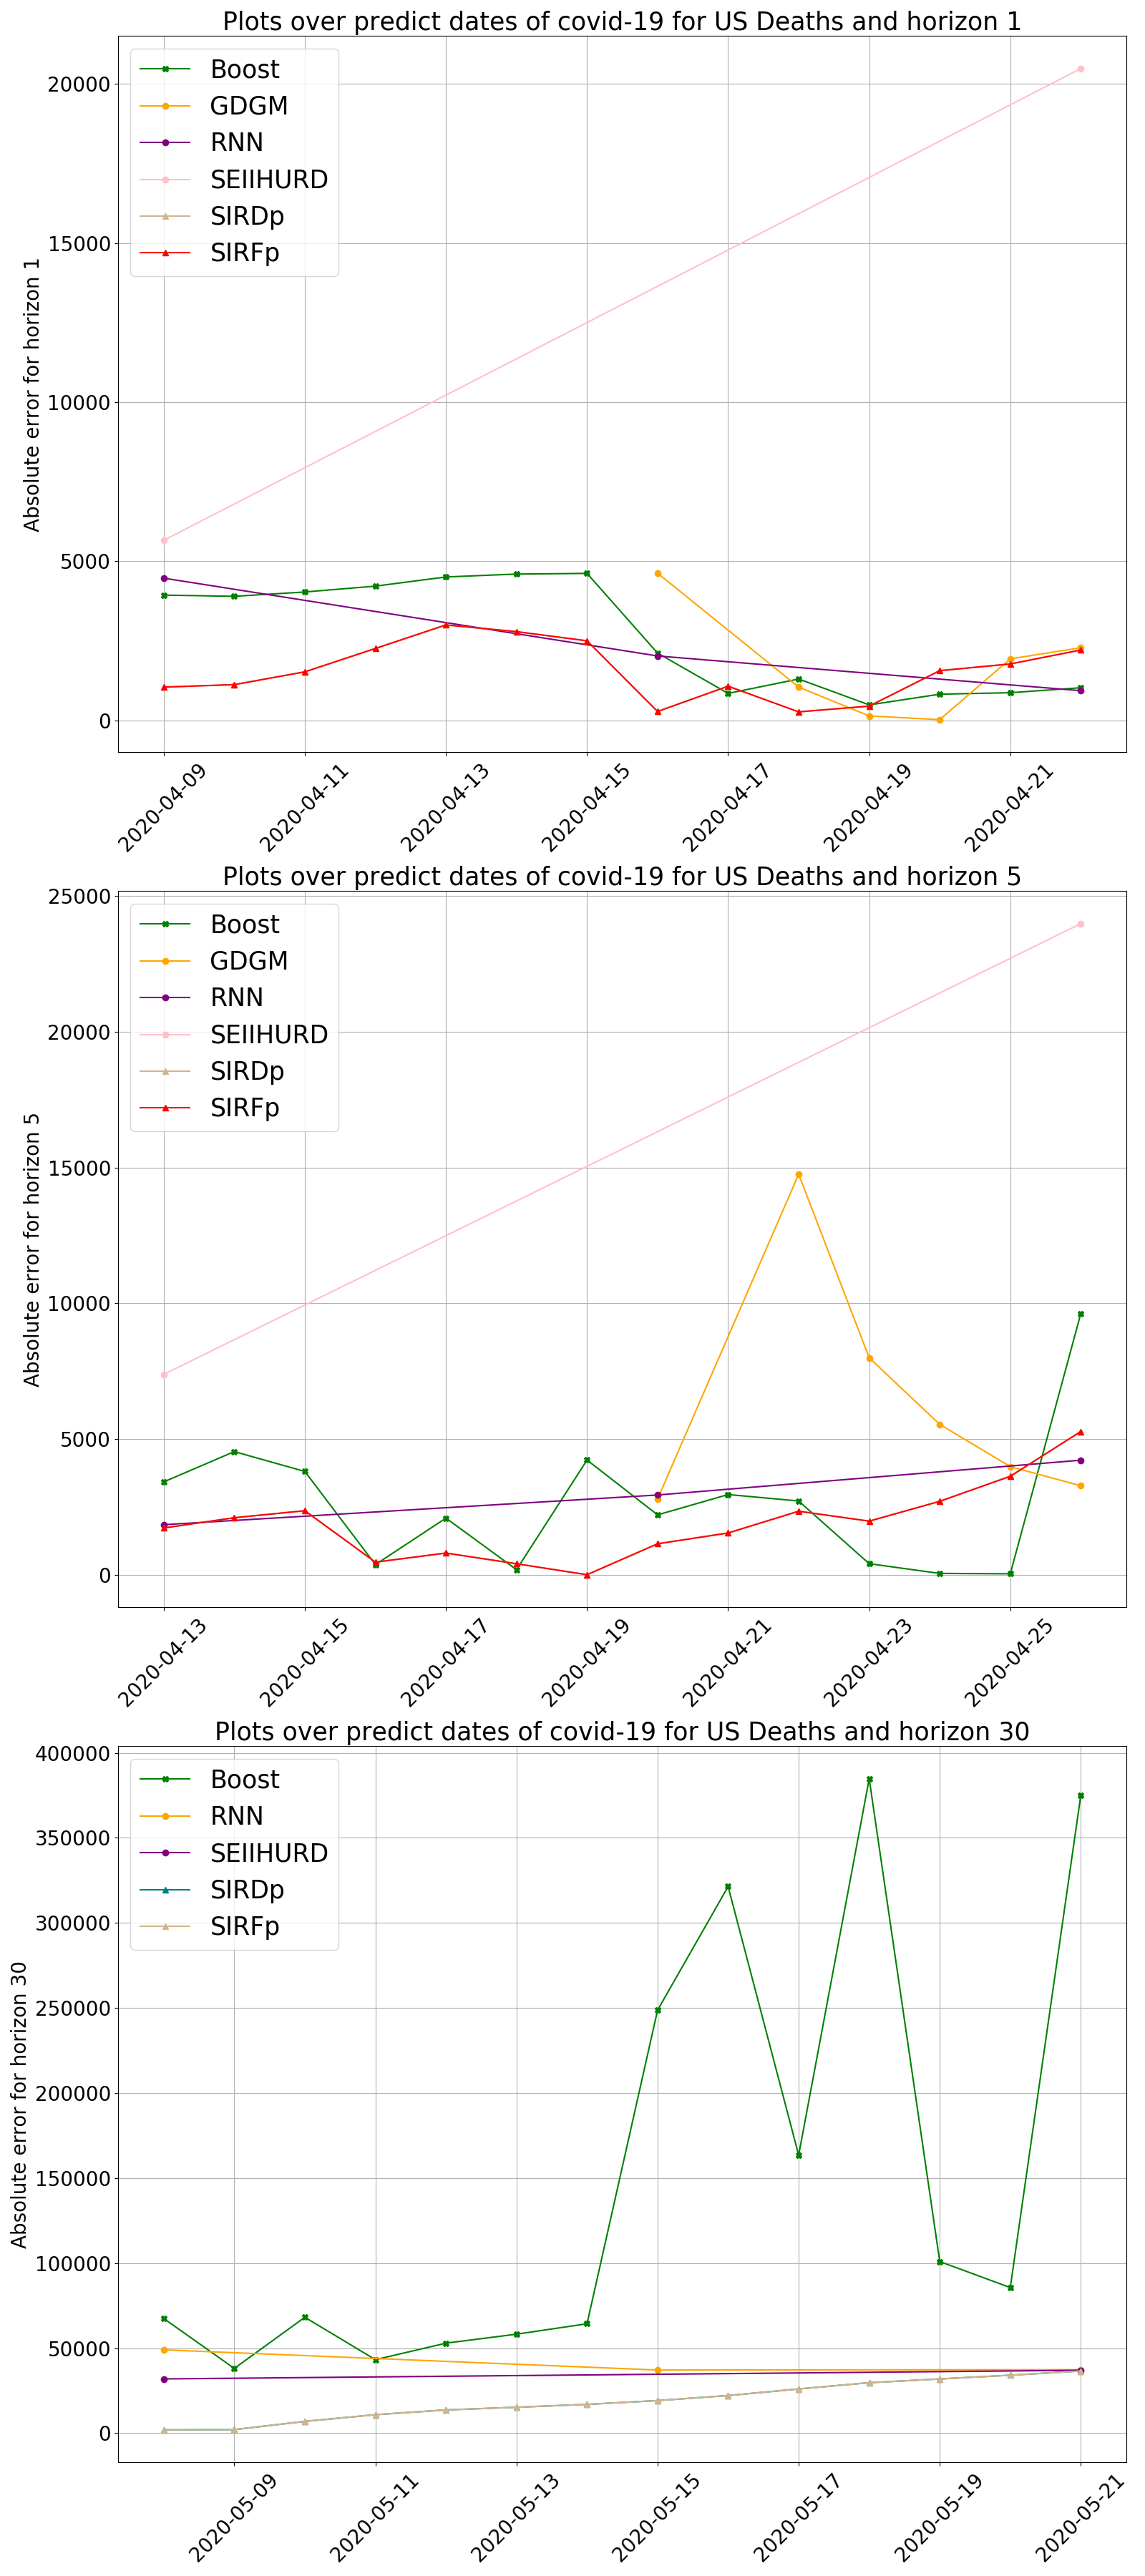 Plots over predict dates of covid-19 for US Deaths and horizon 1
Boost
GDGM
RNN
SEIIHURD
SIRDp
SIRFp
Absolute error for horizon 1
20000
15000
10000
5000
0
2020-04-09
2020-04-11
2020-04-13
2020-04-15
2020-04-17
2020-04-19
2020-04-21
Plots over predict dates of covid-19 for US Deaths and horizon 5
Boost
GDGM
RNN
SEIIHURD
SIRDp
SIRFp
Absolute error for horizon 5
25000
20000
15000
10000
5000
0
2020-04-13
2020-04-15
2020-04-17
2020-04-19
2020-04-21
2020-04-23
2020-04-25
Plots over predict dates of covid-19 for US Deaths and horizon 30
Boost
RNN
SEIIHURD
SIRDp
SIRFp
Absolute error for horizon 30
400000
350000
300000
250000
200000
150000
100000
50000
0
2020-05-09
2020-05-11
2020-05-13
2020-05-15
2020-05-17
2020-05-19
2020-05-21